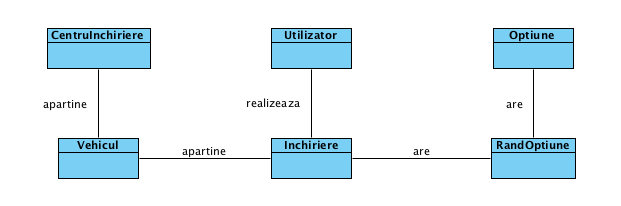 CentruInchiriere
Utilizator
Optiune
apartine
realizeaza
are
Vehicul
apartine
Inchiriere
are
RandOptiune